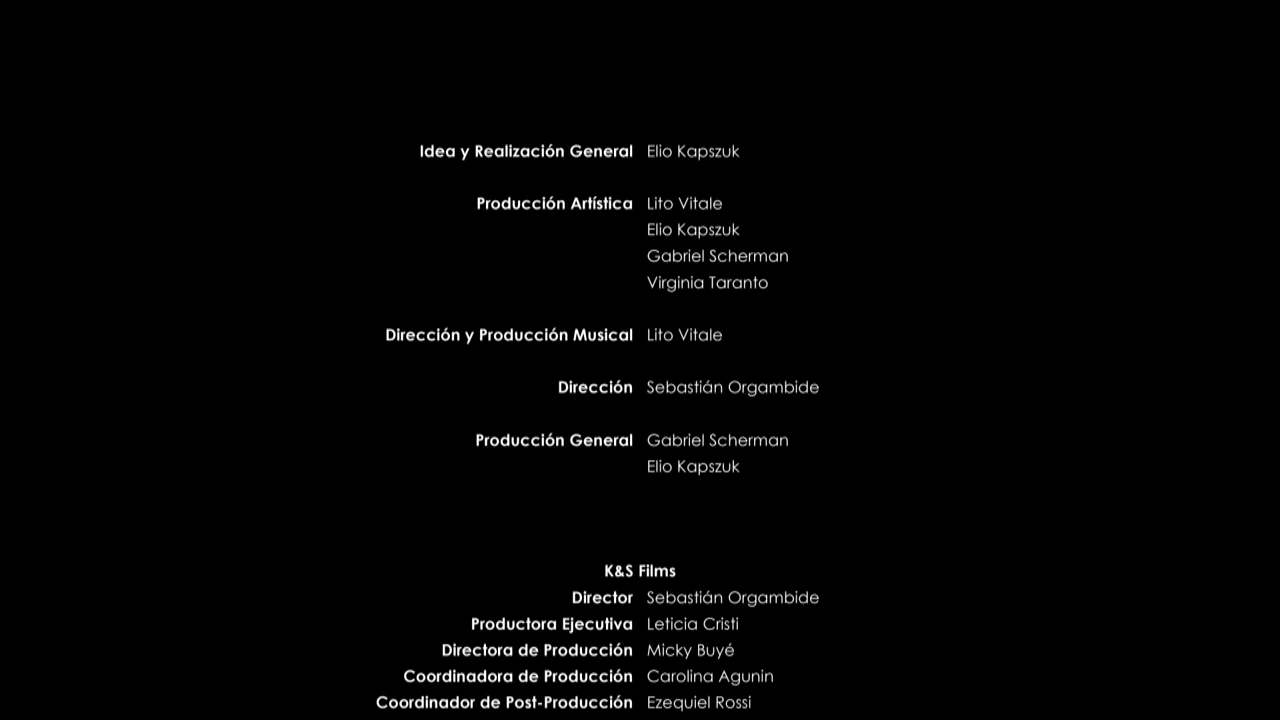 Idea y Realización General Elio Kapszuk
Producción Artística Lito Vitale
Elio Kapszuk
Gabriel Scherman
Virginia Taranto
Dirección y Producción Musical Lito Vitale
Dirección Sebastián Orgambide
Producción General Gabriel Scherman
Elio Kapszuk
K&S Films
Director Sebastián Orgambide
Productora Ejecutiva Leticia Cristi
Directora de Producción Micky Buyé
Coordinadora de Producción Carolina Agunin
Coordinador de Post-Producción Ezequiel Rossi